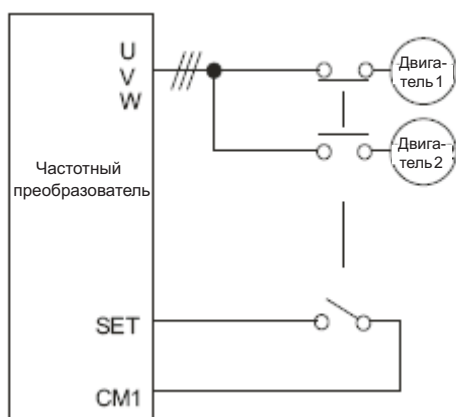 U
V
W
Двига-
тель 1
Двига-
тель 2
Частотный
преобразователь
SET
CM1